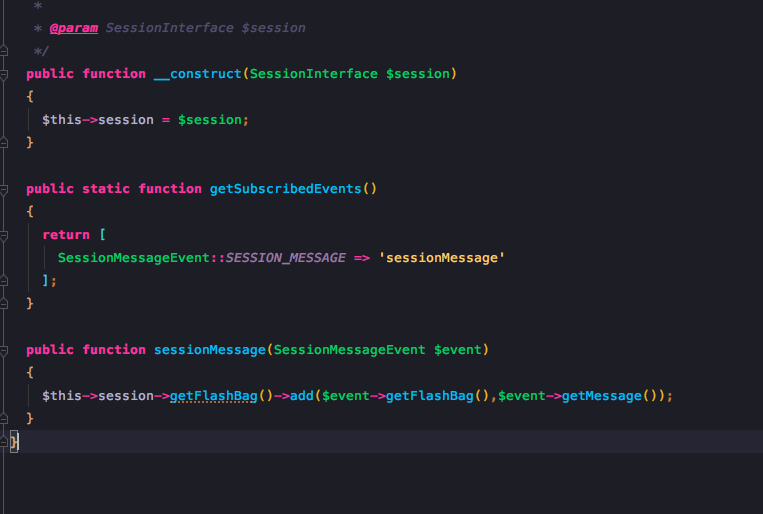 *
* @param SessionInterface $session
*/
public function __construct(SessionInterface $session)
{
$this->session = $session;
}
public static function getSubscribedEvents()
{
return [
SessionMessageEvent::SESSION_MESSAGE => 'sessionMessage'
];
}
public function sessionMessage(SessionMessageEvent $event)
{
$this->session->getFlashBag()->add($event->getFlashBag(),$event->getMessage());
}
}